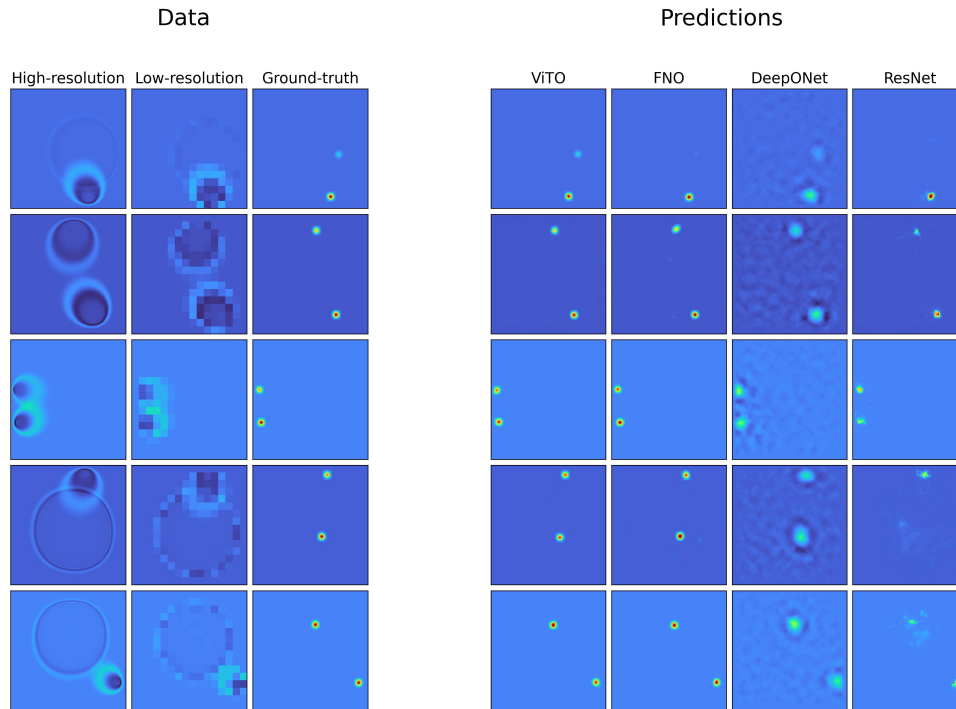 Data
Predictions
High-resolution Low-resolution Ground-truth
ViTO FNO DeepONet ResNet